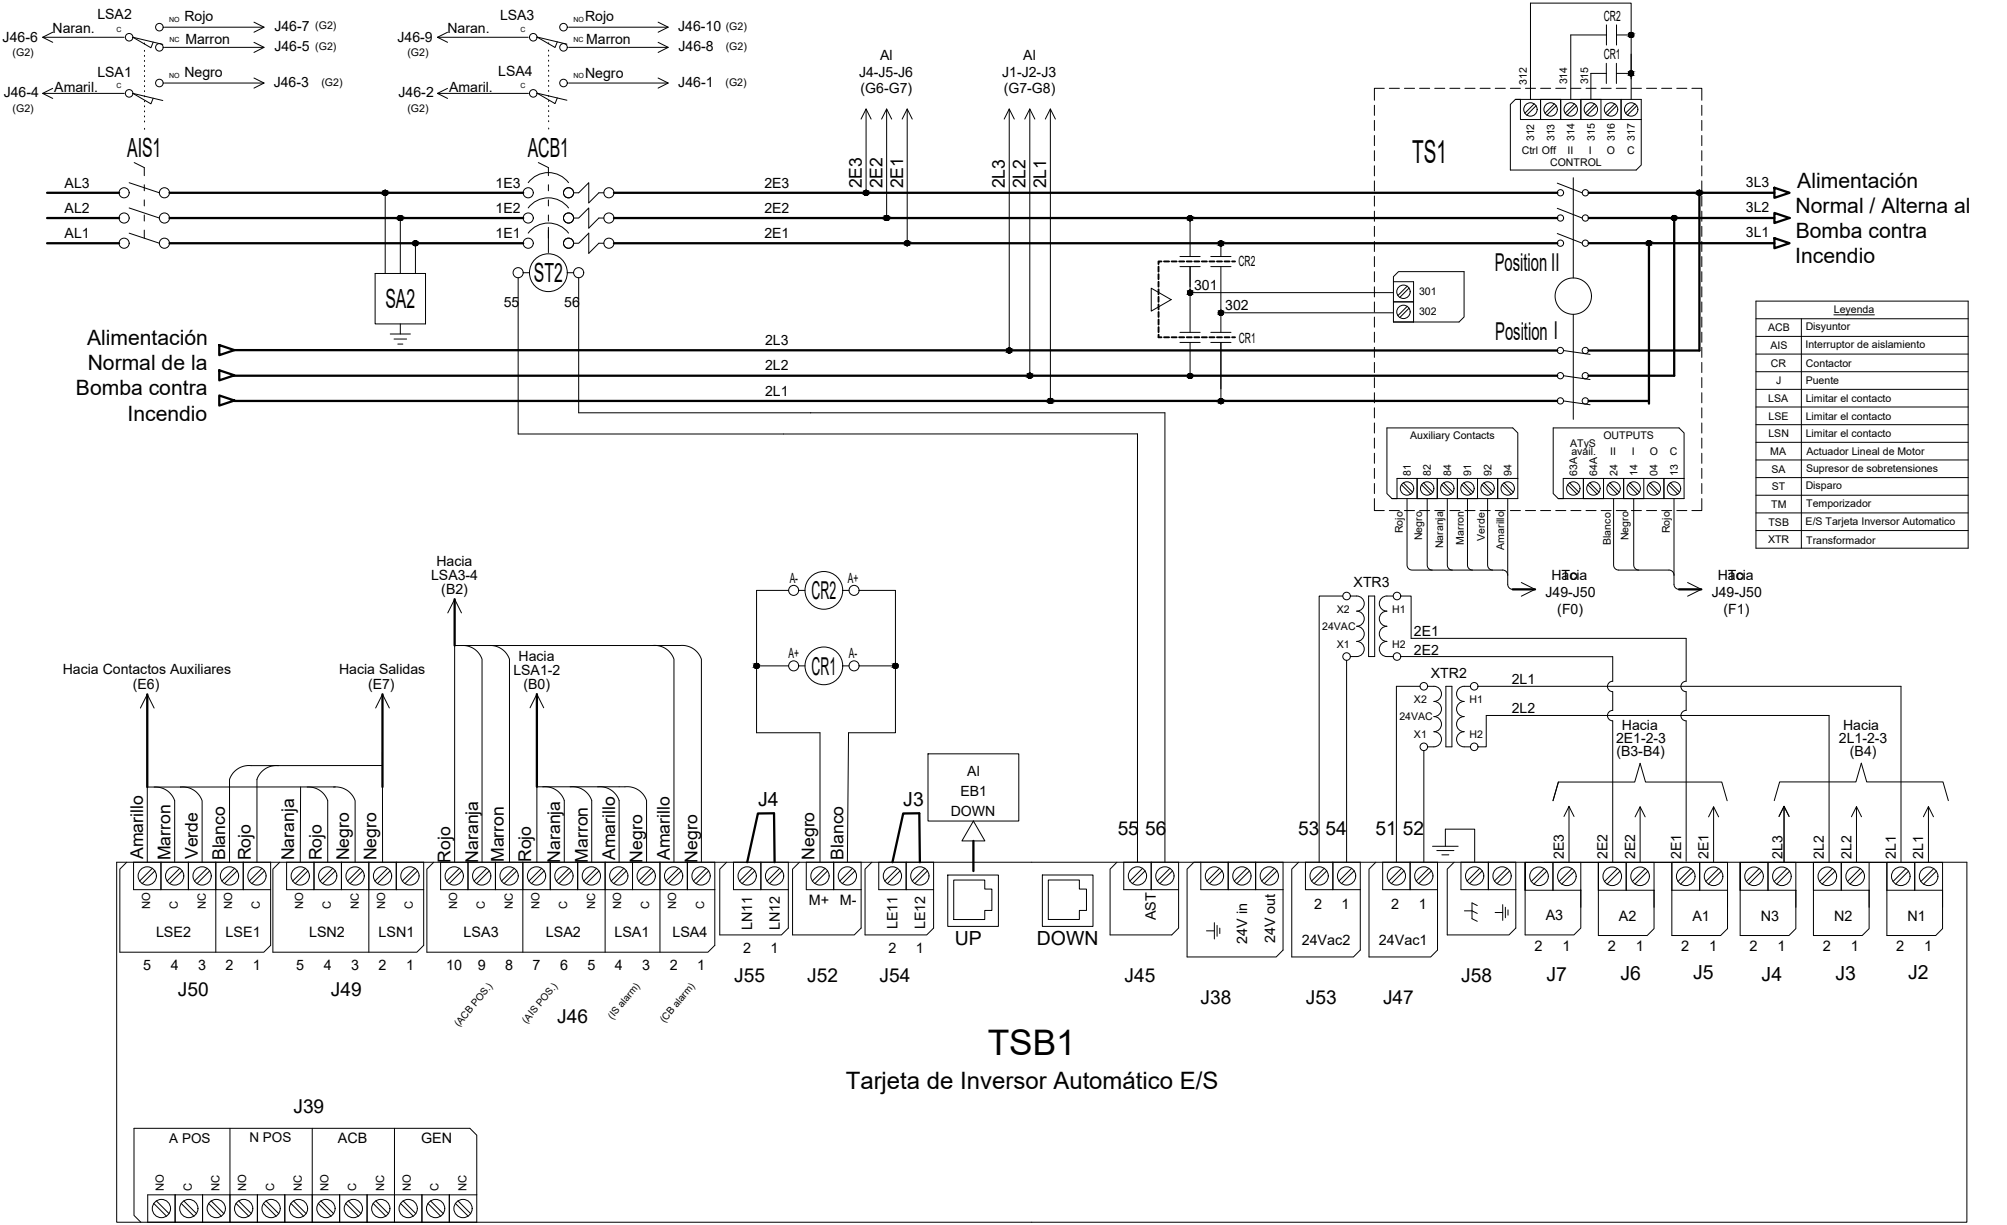 LSA2
NO Rojo
J46-7 (G2)
J46-6
(G2)
Naran.
C
NC Marron
J46-5 (G2)
LSA1
NO Negro
J46-3 (G2)
J46-4
(G2)
Amaril.
C
AIS1
LSA3
NO Rojo
J46-10 (G2)
J46-9
(G2)
Naran.
C
NC Marron
J46-8 (G2)
LSA4
NO Negro
J46-1 (G2)
J46-2
(G2)
Amaril.
C
ACB1
Al
J4-J5-J6
(G6-G7)
Al
J1-J2-J3
(G7-G8)
2E3
2E2
2E1
2L3
2L2
2L1
CR2
CR1
312
314
315
312
313
314
315
316
317
Ctrl
Off
II
I
O
C
CONTROL
TS1
AL3
1E3
2E3
3L3
AL2
1E2
2E2
3L2
AL1
1E1
2E1
3L1
Alimentación
Normal / Alterna al
Bomba contra
Incendio
SA2
ST2
55
56
CR2
301
302
CR1
301
302
Position II
Position I
Alimentación
Normal de la
Bomba contra
Incendio
2L3
2L2
2L1
Leyenda
ACB Disyuntor
AIS Interruptor de aislamiento
CR Contactor
J Puente
LSA Limitar el contacto
LSE Limitar el contacto
LSN Limitar el contacto
MA Actuador Lineal de Motor
SA Supresor de sobretensiones
ST Disparo
TM Temporizador
TSB E/S Tarjeta Inversor Automatico
XTR Transformador
Auxiliary Contacts
81
82
84
91
92
94
Rojo
Negro
Naranja
Marron
Verde
Amarillo
OUTPUTS
ATyS
avail.
II
I
O
C
63A
64A
24
14
04
13
Blanco
Negro
Rojo
Hacia
To
J49-J50
(F0)
Hacia
To
J49-J50
(F1)
Hacia
LSA3-4
(B2)
Hacia Contactos Auxiliares
(E6)
Hacia Salidas
(E7)
Hacia
LSA1-2
(B0)
A-
CR2
A+
A+
CR1
A-
XTR3
X2
H1
24VAC
X1
H2
2E1
2E2
XTR2
X2
H1
24VAC
X1
H2
2L1
2L2
Hacia
2E1-2-3
(B3-B4)
Hacia
2L1-2-3
(B4)
Al
EB1
DOWN
J4
J3
Amarillo
Marron
Verde
Blanco
Rojo
Naranja
Rojo
Negro
Negro
Rojo
Naranja
Marron
Rojo
Naranja
Marron
Amarillo
Negro
Amarillo
Negro
Negro
Blanco
55
56
53
54
51
52
2E3
2E2
2E2
2E1
2E1
2L3
2L2
2L2
2L1
2L1
NO
C
NC
NO
C
LSE2
LSE1
5 4 3 2 1
J50
NO
C
NC
NO
C
LSN2
LSN1
5 4 3 2 1
J49
NO
C
NC
NO
C
NC
NO
C
NO
C
LSA3
LSA2
LSA1
LSA4
10 9 8 7 6 5 4 3 2 1
(ACB POS.)
(AIS POS.)
(IS alarm)
(CB alarm)
J46
LN11
LN12
2 1
J55
M+ M-
J52
LE11
LE12
2 1
J54
UP
DOWN
AST
J45
24V in
24V out
J38
2 1
24Vac2
J53
2 1
24Vac1
J47
J58
A3
2 1
J7
A2
2 1
J6
A1
2 1
J5
N3
2 1
J4
N2
2 1
J3
N1
2 1
J2
TSB1
Tarjeta de Inversor Automático E/S
J39
A POS
N POS
ACB
GEN
NO
C
NC
NO
C
NC
NO
C
NC
NO
C
NC